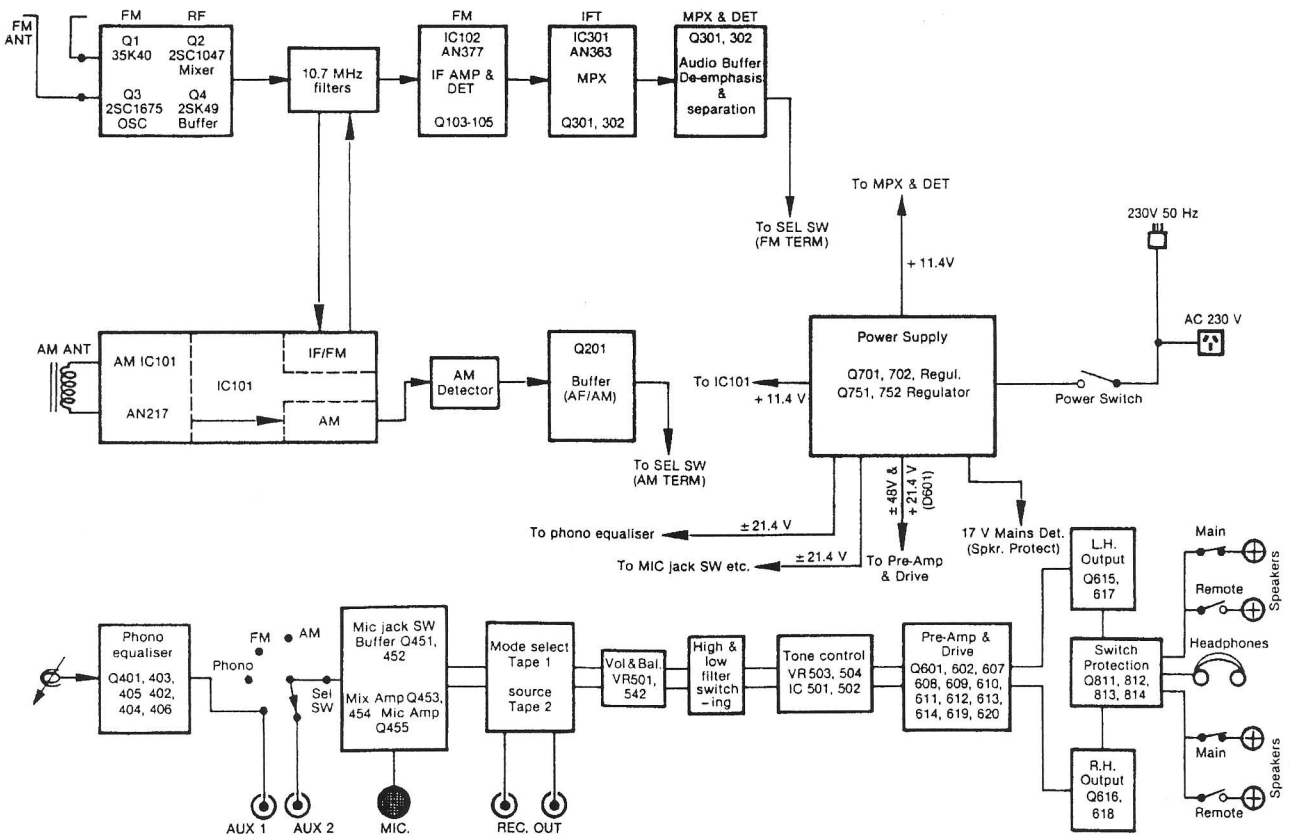 FM
ANT
FM RF
Q1 Q2
35K40 2SC1047
Mixer
Q3 Q4
2SC1675 2SK49
OSC Buffer
10.7 MHz
filters
FM
IC102
AN377
IF AMP &
DET
Q103-105
IFT
IC301
AN363
MPX
Q301, 302
MPX & DET
Q301, 302
Audio Buffer
De-emphasis
&
separation
To SEL SW
(FM TERM)
To MPX & DET
+ 11.4V
230V 50 Hz
AC 230 V
AM ANT
AM IC101
AN217
IC101
IF/FM
AM
AM
Detector
Q201
Buffer
(AF/AM)
To SEL SW
(AM TERM)
Power Supply
Q701, 702, Regul.
Q751, 752 Regulator
To IC101
+ 11.4 V
Power Switch
To phono equaliser
± 21.4 V
To MIC jack SW etc.
± 21.4 V
± 48V &
+ 21.4 V
(D601)
To Pre-Amp
& Drive
17 V Mains Det.
(Spkr. Protect)
Phono
equaliser
Q401, 403,
405 402,
404, 406
Phono
FM
AM
Sel
SW
AUX 1
AUX 2
Mic jack SW
Buffer Q451,
452
Mix Amp Q453,
454 Mic Amp
Q455
MIC.
Mode select
Tape 1
source
Tape 2
REC. OUT
Vol & Bal.
VR501,
542
High &
low
filter
switch
-ing
Tone control
VR 503, 504
IC 501, 502
Pre-Amp &
Drive
Q601, 602, 607
608, 609, 610,
611, 612, 613,
614, 619, 620
L.H.
Output
Q615,
617
Switch
Protection
Q811, 812,
813, 814
R.H.
Output
Q616,
618
Main
Remote
Speakers
Headphones
Main
Remote
Speakers